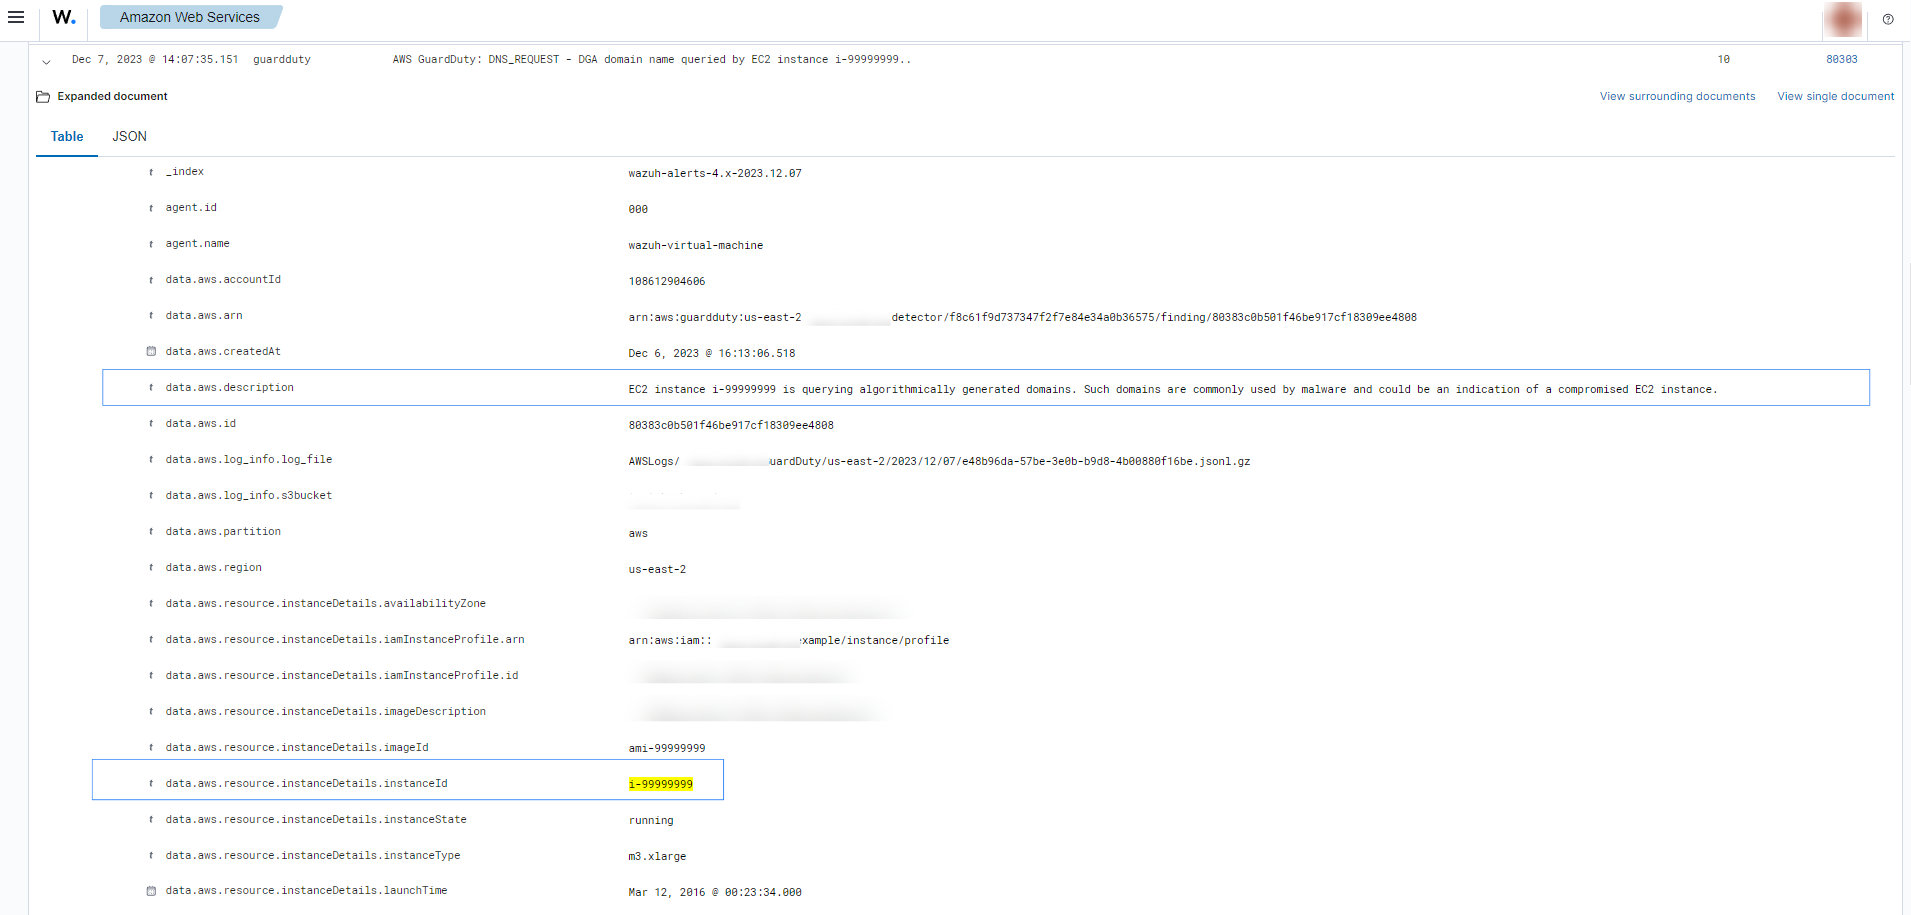 W.
Amazon Web Services
Dec 7, 2023 @ 14:07:35.151 guardduty AWS GuardDuty: DNS_REQUEST - DGA domain name queried by EC2 instance i-99999999.. 10 80303
Expanded document View surrounding documents View single document
Table JSON
t _index wazuh-alerts-4.x-2023.12.07
t agent.id 000
t agent.name wazuh-virtual-machine
t data.aws.accountId 108612904606
t data.aws.arn arn:aws:guardduty:us-east-2 detector/f8c61f9d737347f2f7e84e34a0b36575/finding/80383c0b501f46be917cf18309ee4808
data.aws.createdAt Dec 6, 2023 @ 16:13:06.518
t data.aws.description EC2 instance i-99999999 is querying algorithmically generated domains. Such domains are commonly used by malware and could be an indication of a compromised EC2 instance.
t data.aws.id 80383c0b501f46be917cf18309ee4808
t data.aws.log_info.log_file AWSLogs/ uardDuty/us-east-2/2023/12/07/e48b96da-57be-3e0b-b9d8-4b00880f16be.jsonl.gz
t data.aws.log_info.s3bucket
t data.aws.partition aws
t data.aws.region us-east-2
t data.aws.resource.instanceDetails.availabilityZone
t data.aws.resource.instanceDetails.iamInstanceProfile.arn arn:aws:iam:: xample/instance/profile
t data.aws.resource.instanceDetails.iamInstanceProfile.id
t data.aws.resource.instanceDetails.imageDescription
t data.aws.resource.instanceDetails.imageId ami-99999999
t data.aws.resource.instanceDetails.instanceId i-99999999
t data.aws.resource.instanceDetails.instanceState running
t data.aws.resource.instanceDetails.instanceType m3.xlarge
data.aws.resource.instanceDetails.launchTime Mar 12, 2016 @ 00:23:34.000